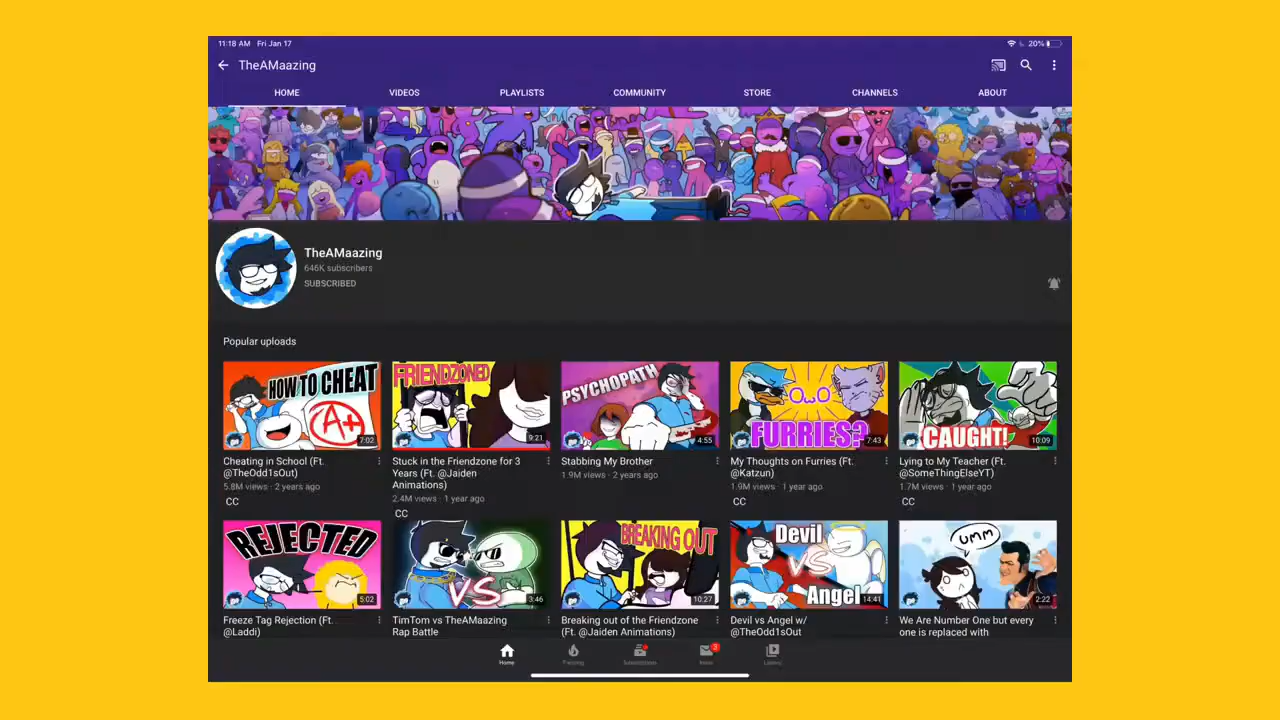 11:18 AM Fri Jan 17
20%
TheAMaazing
HOME VIDEOS PLAYLISTS COMMUNITY STORE CHANNELS ABOUT
TheAMaazing
646K subscribers
SUBSCRIBED
Popular uploads
HOW TO CHEAT
A+
7:02
FRIENDZONED
9:21
PSYCHOPATH
4:55
OwO
FURRIES?
7:43
CAUGHT!
10:09
Cheating in School (Ft.
@TheOdd1sOut)
5.8M views · 2 years ago
CC
Stuck in the Friendzone for 3
Years (Ft. @Jaiden
Animations)
2.4M views · 1 year ago
CC
Stabbing My Brother
1.9M views · 2 years ago
My Thoughts on Furries (Ft.
@Katzun)
1.9M views · 1 year ago
CC
Lying to My Teacher (Ft.
@SomeThingElseYT)
1.7M views · 1 year ago
CC
REJECTED
5:02
VS
3:46
BREAKING OUT
10:27
Devil
VS
Angel
14:41
UMM
2:22
Freeze Tag Rejection (Ft.
@Laddi)
TimTom vs TheAMaazing
Rap Battle
Breaking out of the Friendzone
(Ft. @Jaiden Animations)
Devil vs Angel w/
@TheOdd1sOut
We Are Number One but every
one is replaced with
3
Home Trending Subscriptions Inbox Library